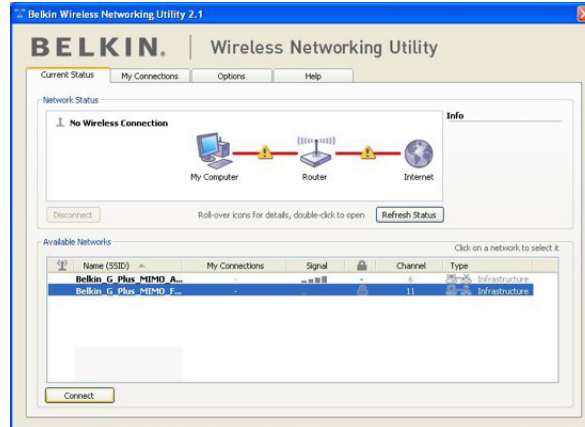 Belkin Wireless Networking Utility 2.1
BELKIN. | Wireless Networking Utility
Current Status My Connections Options Help
Network Status
No Wireless Connection
Info
My Computer Router Internet
Disconnect Roll-over icons for details, double-click to open Refresh Status
Available Networks
Click on a network to select it
Name (SSID) My Connections Signal Channel Type
Belkin_G_Plus_MIMO_A... - - 6 Infrastructure
Belkin_G_Plus_MIMO_F... - 11 Infrastructure
Connect